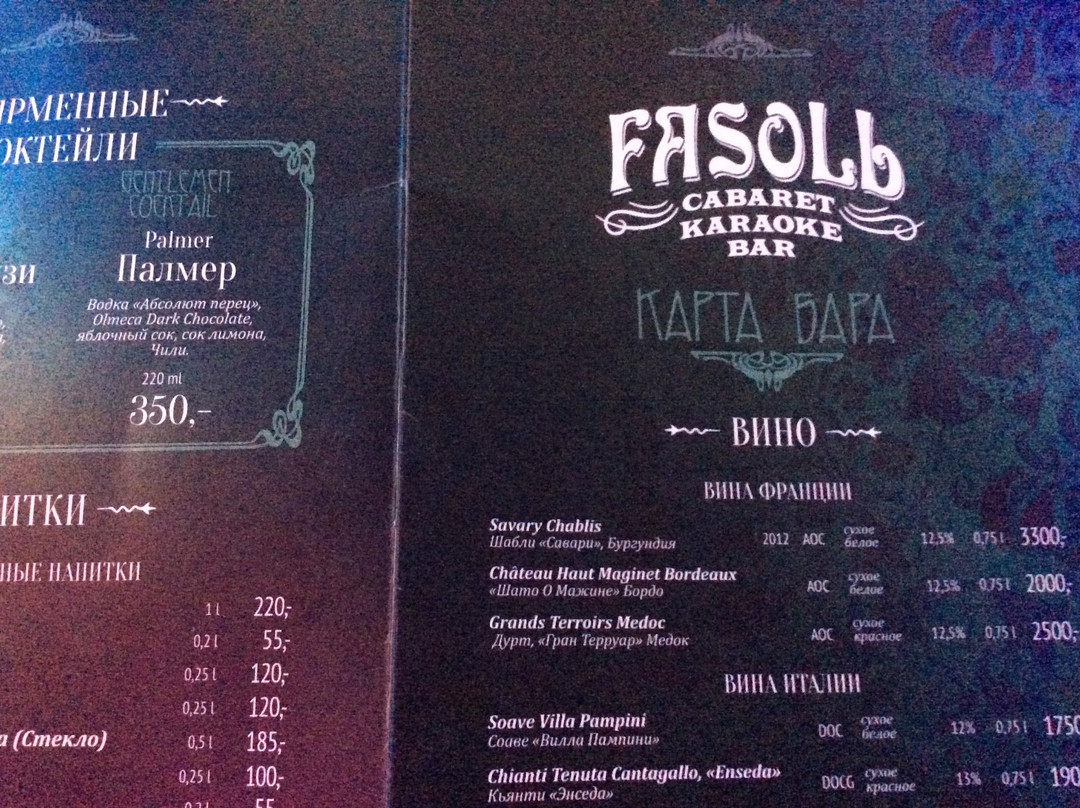 ИРМЕННЫЕ
ОКТЕЙЛИ
GENTLEMEN
COCKTAIL
Palmer
Палмер
Водка «Абсолют перец»,
Olmeca Dark Chocolate,
яблочный сок, сок лимона,
Чили.
220 ml
350,-
зи
ИТКИ
НЫЕ НАПИТКИ
1 l 220,-
0,2 l 55,-
0,25 l 120,-
0,25 l 120,-
а (Стекло) 0,5 l 185,-
0,25 l 100,-
0,2 l 55,-
FЯSOLЬ
CABARET
KARAOKE
BAR
КАРТА БАРА
ВИНО
ВИНА ФРАНЦИИ
Savary Chablis
Шабли «Савари», Бургундия 2012 AOC сухое белое 12,5% 0,75 l 3300,-
Château Haut Maginet Bordeaux
«Шато О Мажине» Бордо AOC сухое белое 12,5% 0,75 l 2000,-
Grands Terroirs Medoc
Дурт, «Гран Терруар» Медок AOC сухое красное 12,5% 0,75 l 2500,-
ВИНА ИТАЛИИ
Soave Villa Pampini
Соаве «Вилла Пампини» DOC сухое белое 12% 0,75 l 1750
Chianti Tenuta Cantagallo, «Enseda»
Кьянти «Энседа» DOCG сухое красное 13% 0,75 l 190